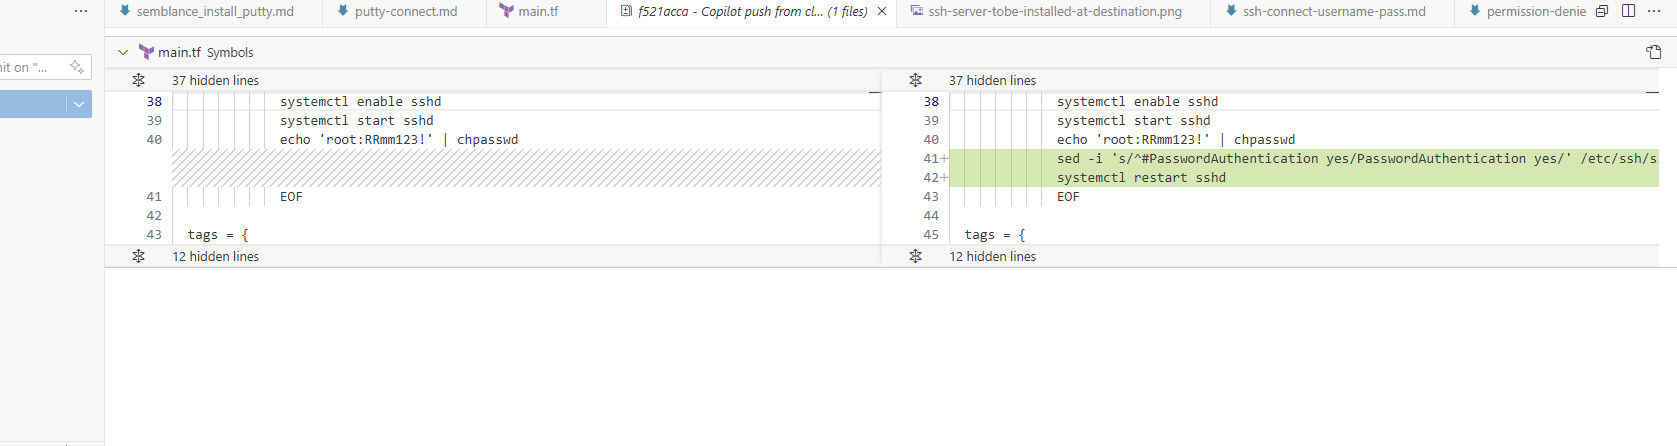 semblance_install_putty.md putty-connect.md main.tf f521acca - Copilot push from cl... (1 files) ssh-server-tobe-installed-at-destination.png ssh-connect-username-pass.md permission-denie
main.tf Symbols
nit on "...
37 hidden lines
38 systemctl enable sshd
39 systemctl start sshd
40 echo 'root:RRmm123!' | chpasswd
41 EOF
42
43 tags = {
12 hidden lines
37 hidden lines
38 systemctl enable sshd
39 systemctl start sshd
40 echo 'root:RRmm123!' | chpasswd
41+ sed -i 's/^#PasswordAuthentication yes/PasswordAuthentication yes/' /etc/ssh/s
42+ systemctl restart sshd
43 EOF
44
45 tags = {
12 hidden lines